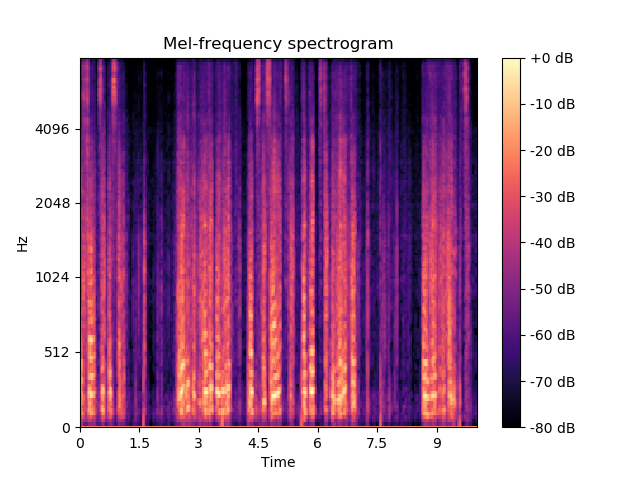 Mel-frequency spectrogram
Hz
4096
2048
1024
512
0
0 1.5 3 4.5 6 7.5 9
Time
+0 dB
-10 dB
-20 dB
-30 dB
-40 dB
-50 dB
-60 dB
-70 dB
-80 dB